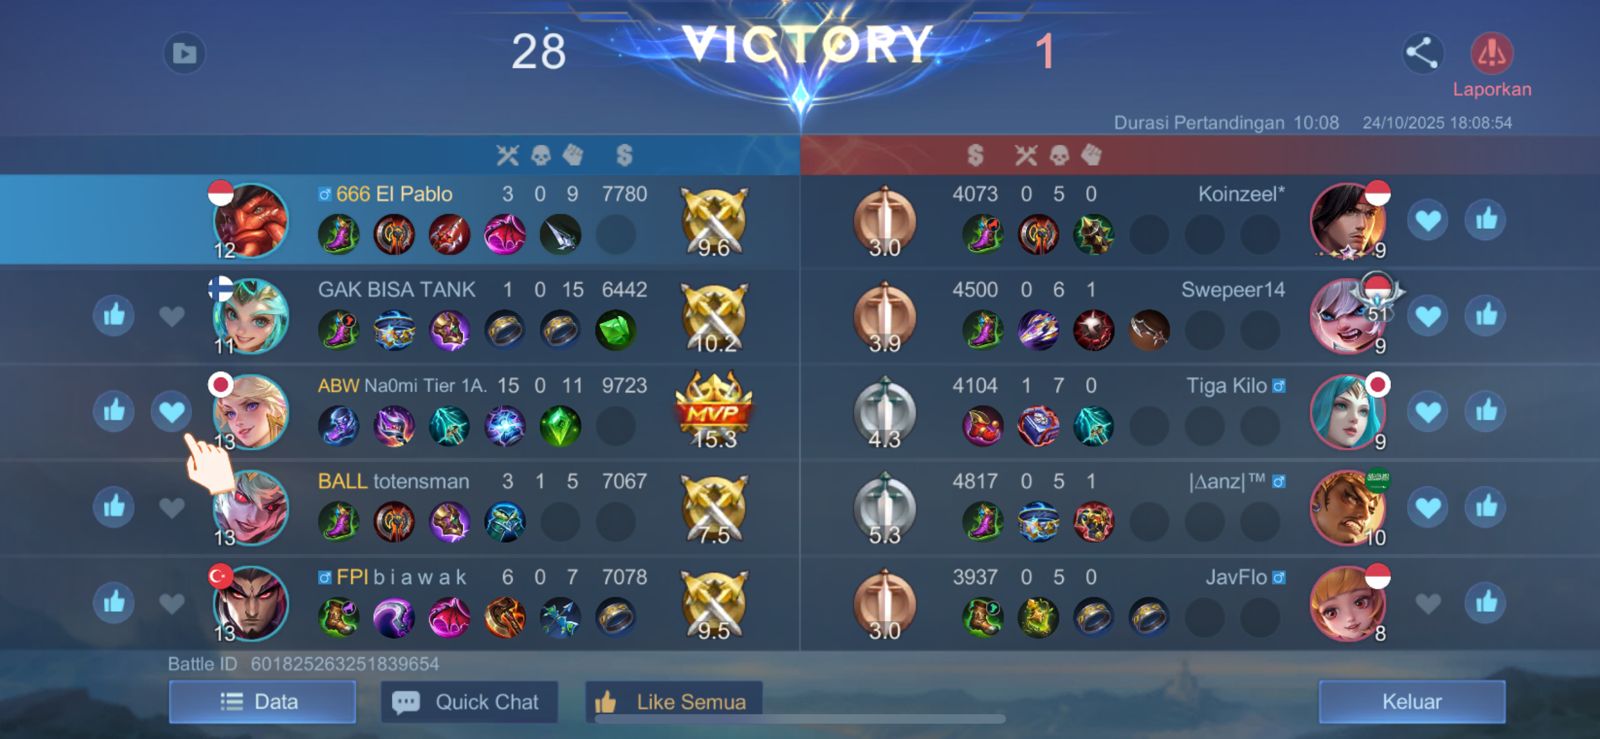 28 VICTORY 1
Laporkan
Durasi Pertandingan 10:08 24/10/2025 18:08:54
666 El Pablo 3 0 9 7780
12 9.6
4073 0 5 0 Koinzeel*
3.0 9
GAK BISA TANK 1 0 15 6442
11 10.2
4500 0 6 1 Swepeer14
51
3.9 9
ABW Na0mi Tier 1A. 15 0 11 9723
MVP
13 15.3
4104 1 7 0 Tiga Kilo
4.3 9
BALL totensman 3 1 5 7067
13 7.5
4817 0 5 1 |∆anz|™
5.3 10
FPI b i a w a k 6 0 7 7078
13 9.5
3937 0 5 0 JavFlo
3.0 8
Battle ID 601825263251839654
Data Quick Chat Like Semua Keluar